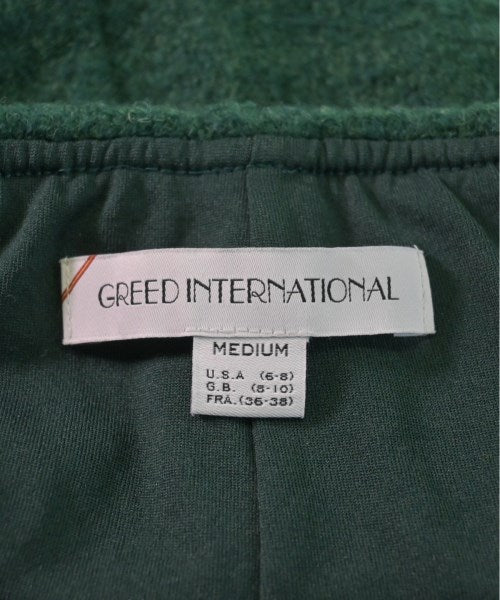 GREED INTERNATIONAL
MEDIUM
U.S.A (6-8)
G.B. (8-10)
FRA.(36-38)